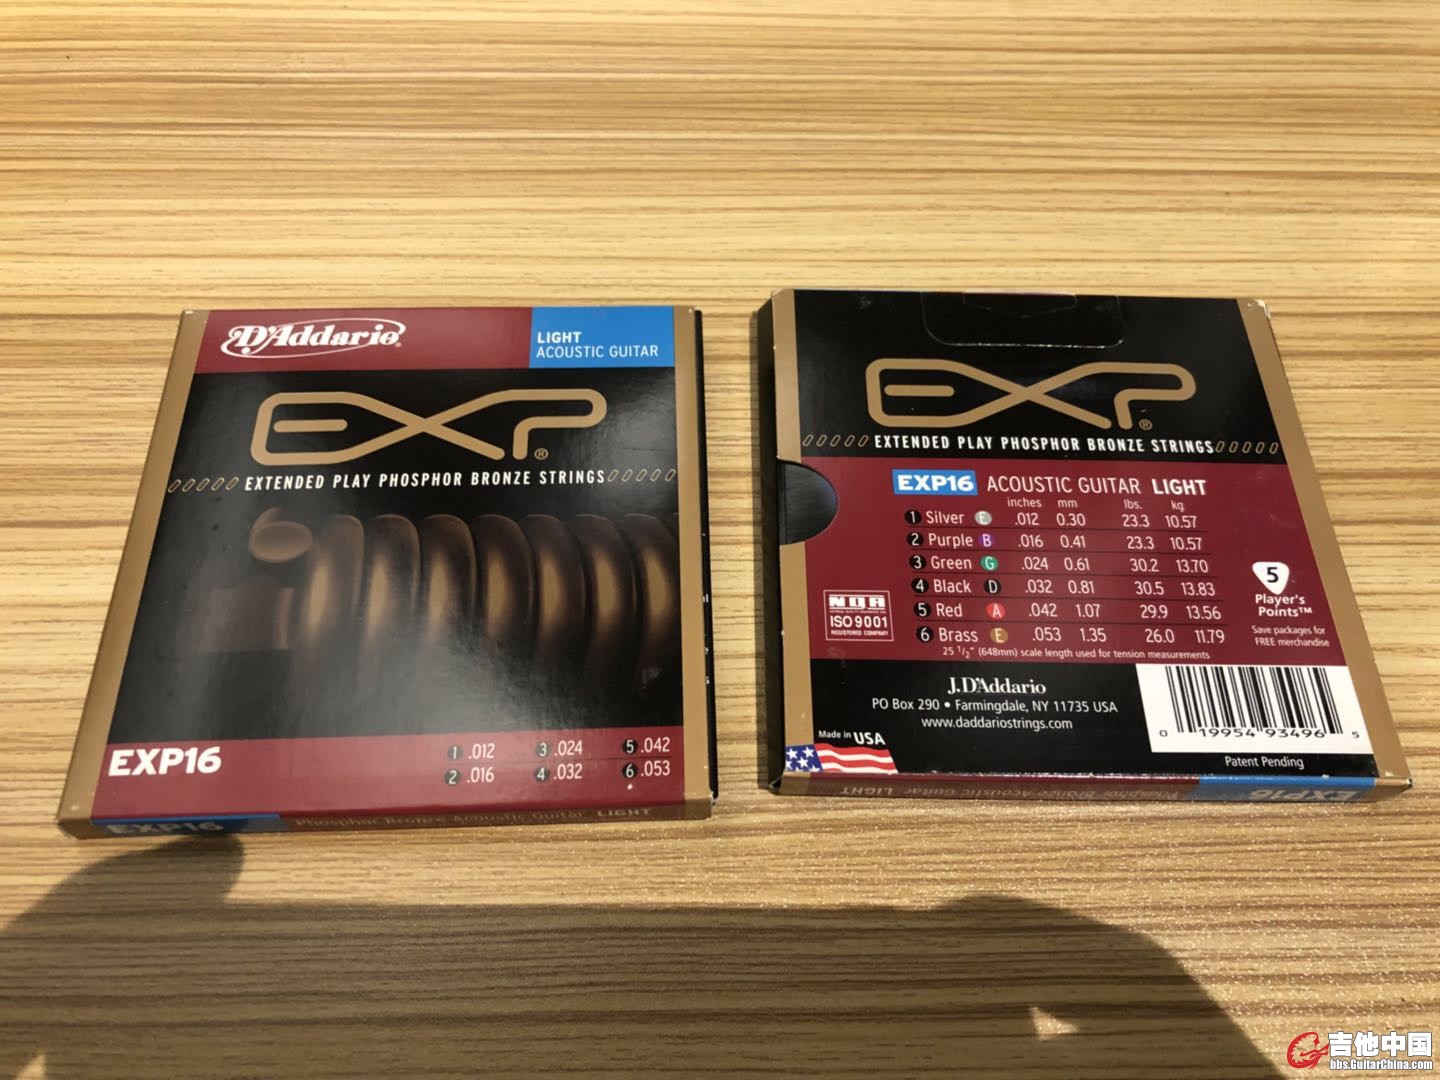 D'Addario®
LIGHT
ACOUSTIC GUITAR
EXP®
EXTENDED PLAY PHOSPHOR BRONZE STRINGS
EXP16
1 .012 3 .024 5 .042
2 .016 4 .032 6 .053
EXP16 Phosphor Bronze Acoustic Guitar LIGHT
EXP®
EXTENDED PLAY PHOSPHOR BRONZE STRINGS
EXP16 ACOUSTIC GUITAR LIGHT
inches mm lbs. kg
1 Silver E .012 0.30 23.3 10.57
2 Purple B .016 0.41 23.3 10.57
3 Green G .024 0.61 30.2 13.70
4 Black D .032 0.81 30.5 13.83
5 Red A .042 1.07 29.9 13.56
6 Brass E .053 1.35 26.0 11.79
25 1/2" (648mm) scale length used for tension measurements
NQA
ISO 9001
REGISTERED COMPANY
5
Player's
Points™
Save packages for
FREE merchandise
J.D'Addario
PO Box 290 • Farmingdale, NY 11735 USA
www.daddariostrings.com
Made in USA
0 19954 93496 5
Patent Pending
EXP16 Phosphor Bronze Acoustic Guitar LIGHT
吉他中国
bbs.GuitarChina.com